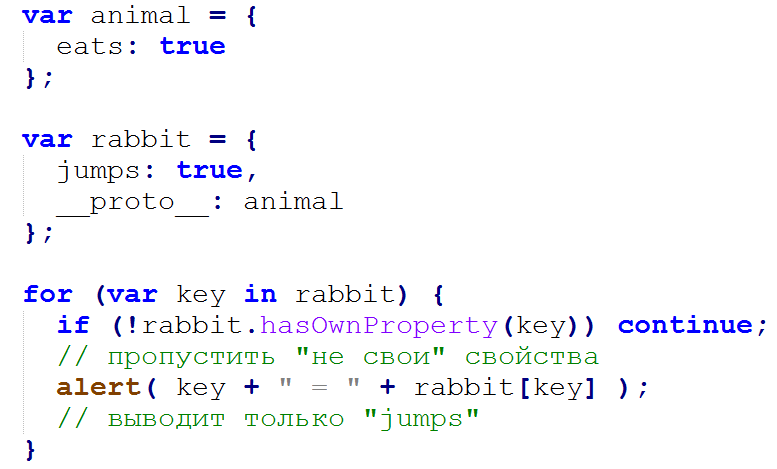 var animal = {
  eats: true
};

var rabbit = {
  jumps: true,
  __proto__: animal
};

for (var key in rabbit) {
  if (!rabbit.hasOwnProperty(key)) continue;
  // пропустить "не свои" свойства
  alert( key + " = " + rabbit[key] );
  // выводит только "jumps"
}